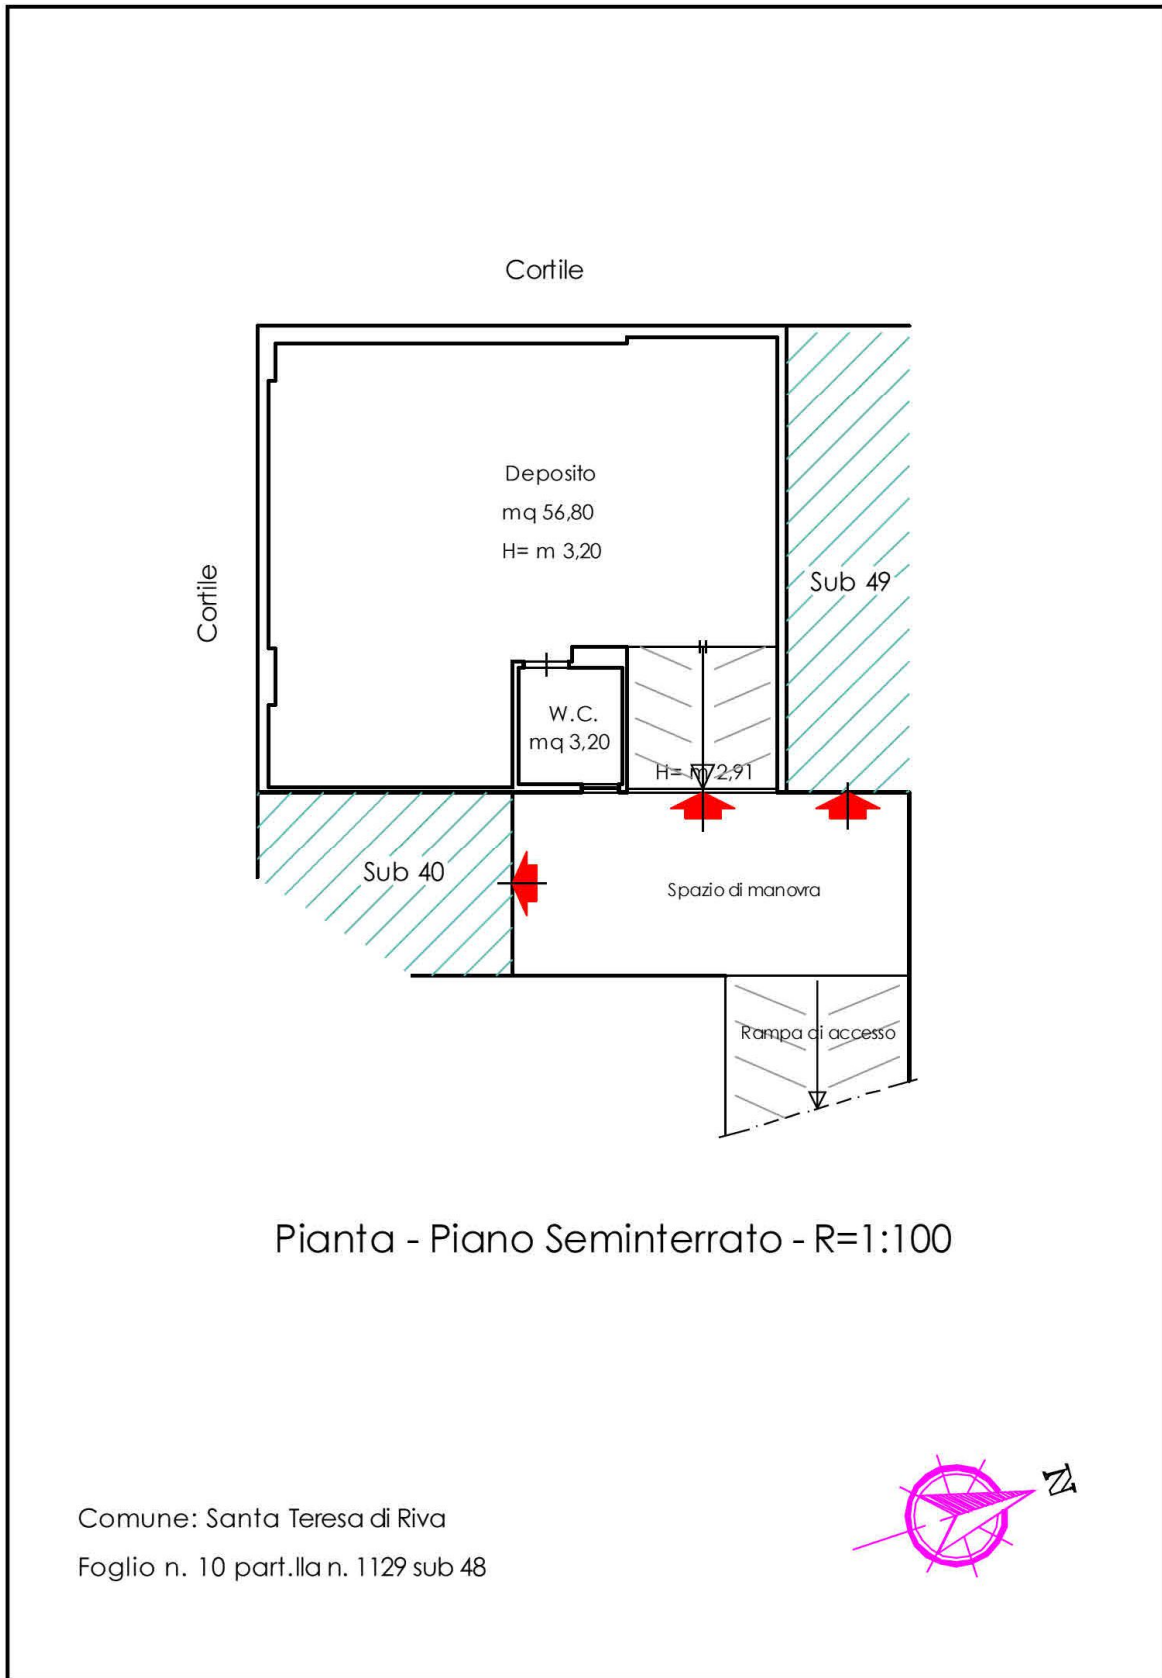 Cortile
Deposito
mq 56,80
H= m 3,20
Cortile
Sub 49
W.C.
mq 3,20
H= m 2,91
Sub 40
Spazio di manovra
Rampa di accesso
Pianta - Piano Seminterrato - R=1:100
N
Comune: Santa Teresa di Riva
Foglio n. 10 part.lla n. 1129 sub 48